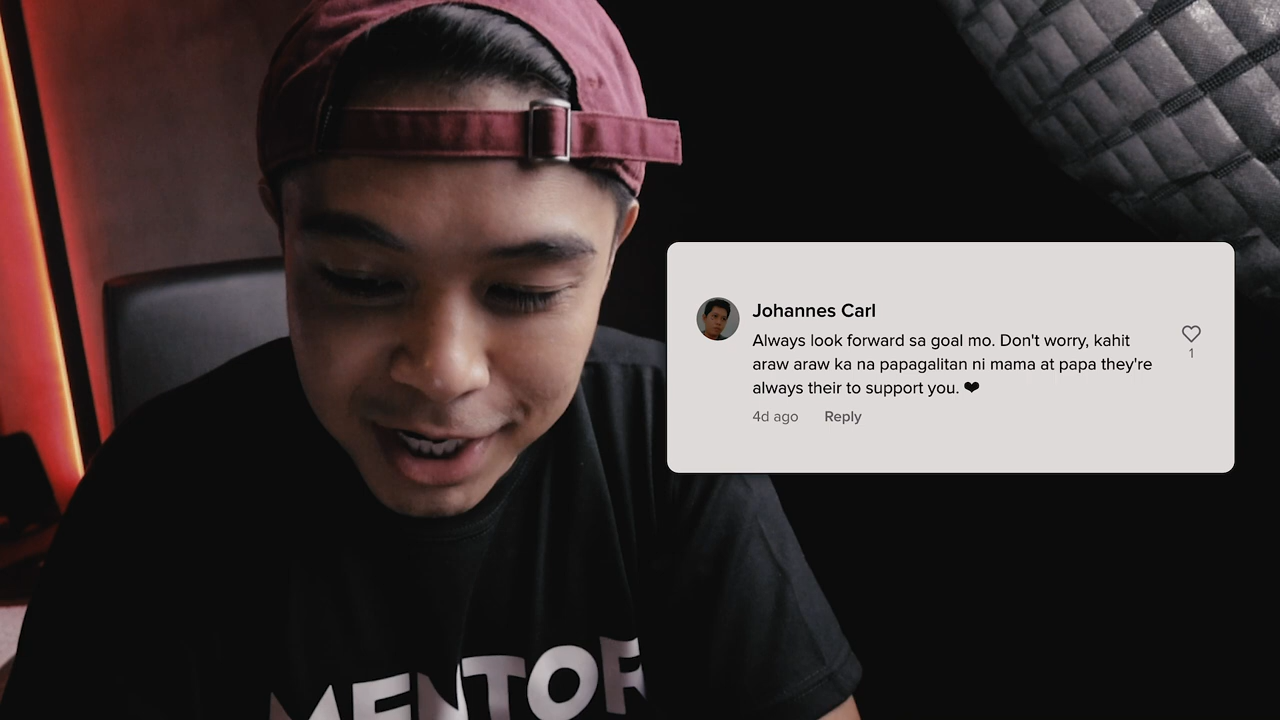 Johannes Carl
Always look forward sa goal mo. Don't worry, kahit
araw araw ka na papagalitan ni mama at papa they're
always their to support you. ❤
1
4d ago Reply
MENTOR